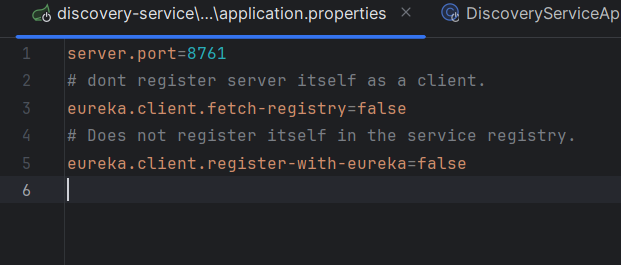 discovery-service\...\application.properties × DiscoveryServiceAp
1 server.port=8761
2 # dont register server itself as a client.
3 eureka.client.fetch-registry=false
4 # Does not register itself in the service registry.
5 eureka.client.register-with-eureka=false
6